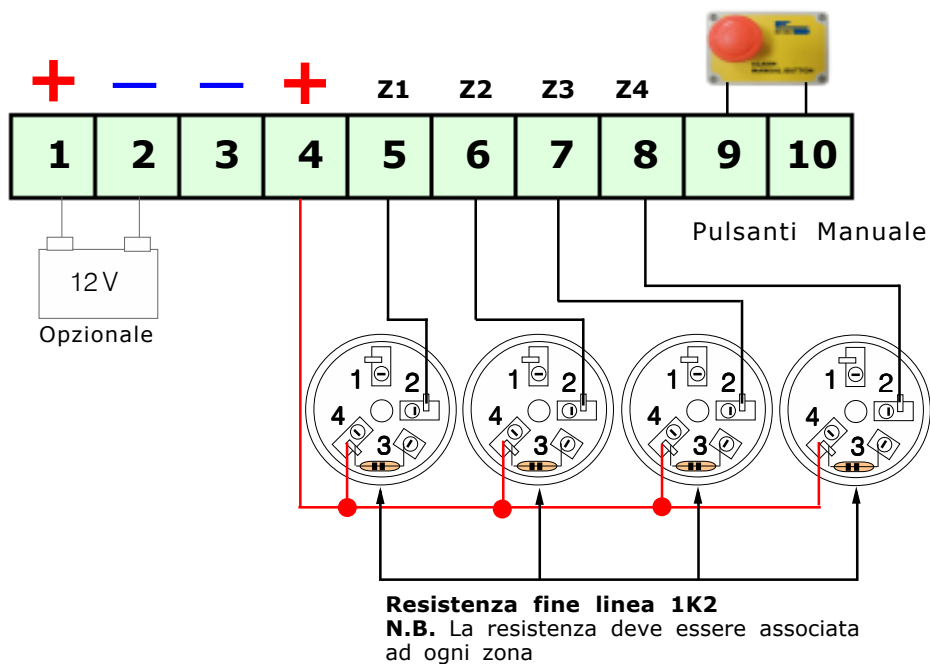 + − − + Z1 Z2 Z3 Z4
1 2 3 4 5 6 7 8 9 10
Pulsanti Manuale
12V
Opzionale
1 2 1 2 1 2 1 2
4 3 4 3 4 3 4 3
Resistenza fine linea 1K2
N.B. La resistenza deve essere associata
ad ogni zona